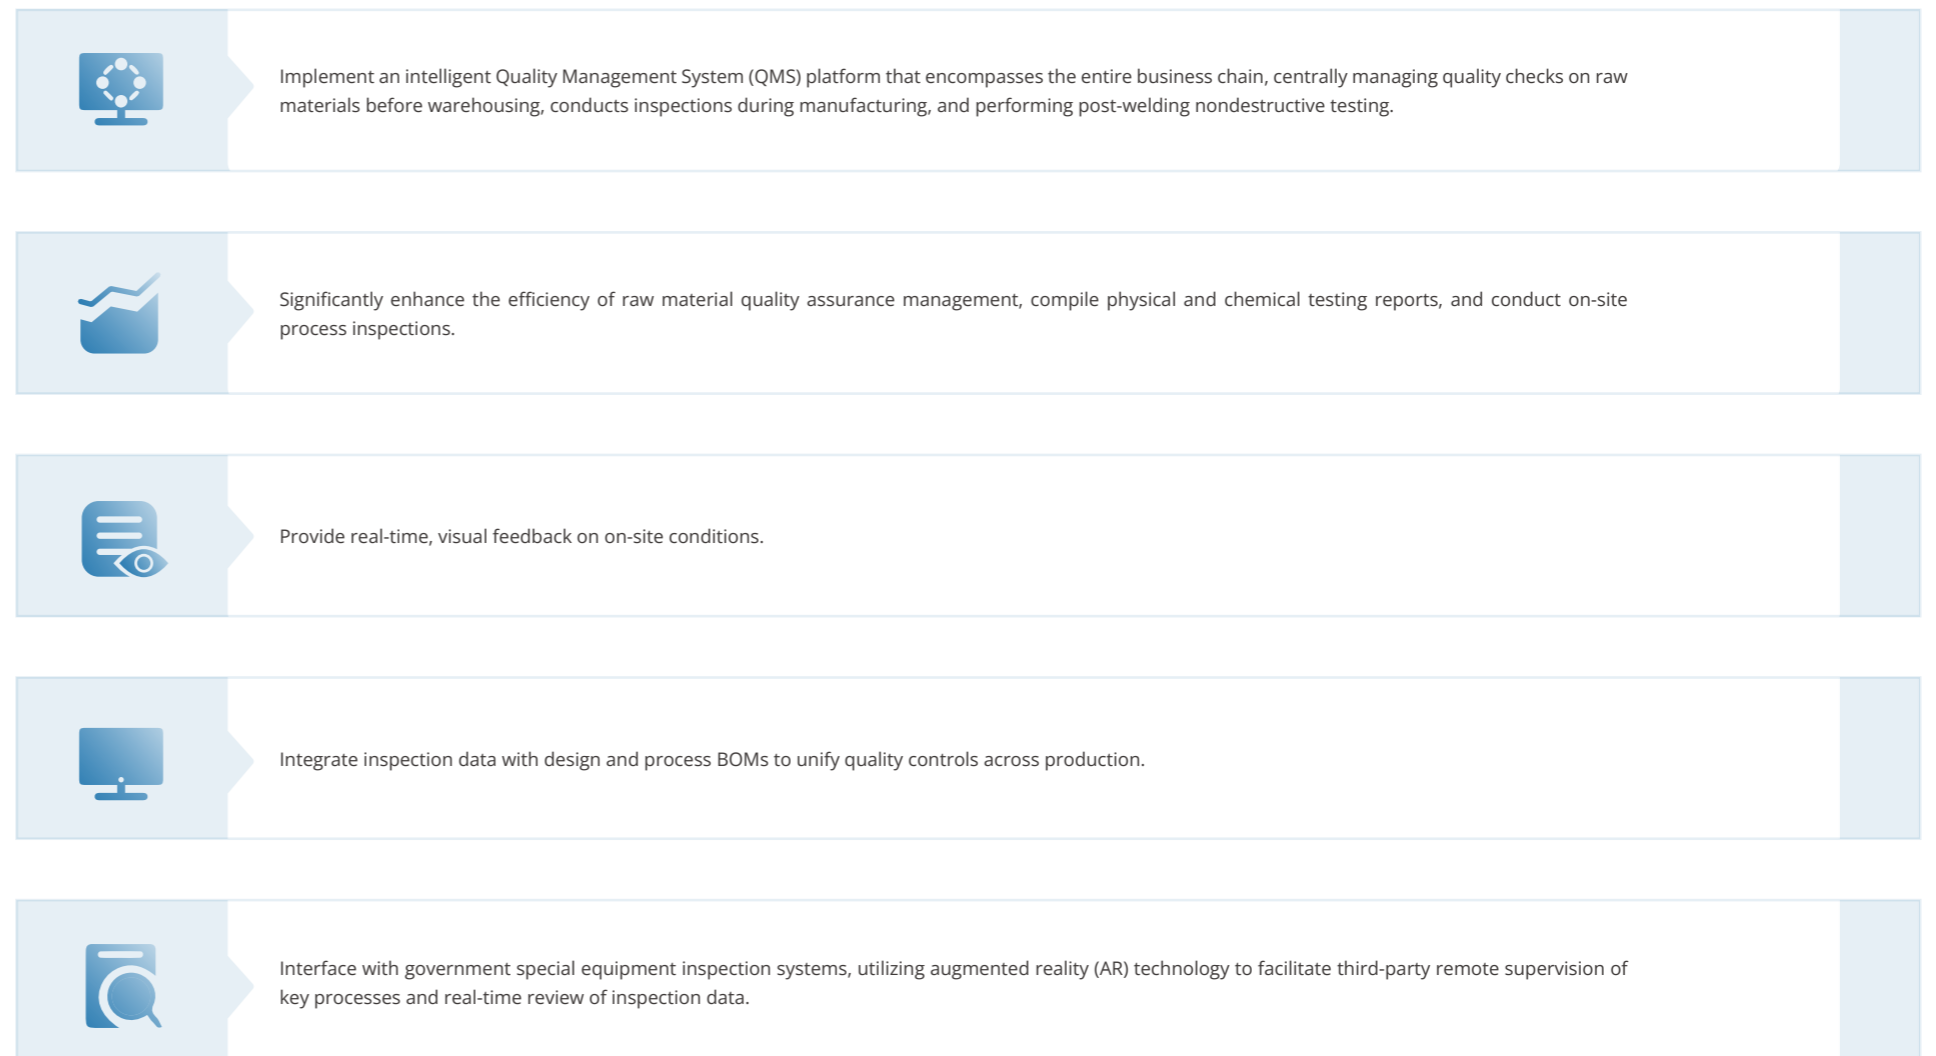 Implement an intelligent Quality Management System (QMS) platform that encompasses the entire business chain, centrally managing quality checks on raw
materials before warehousing, conducts inspections during manufacturing, and performing post-welding nondestructive testing.
Significantly enhance the efficiency of raw material quality assurance management, compile physical and chemical testing reports, and conduct on-site
process inspections.
Provide real-time, visual feedback on on-site conditions.
Integrate inspection data with design and process BOMs to unify quality controls across production.
Interface with government special equipment inspection systems, utilizing augmented reality (AR) technology to facilitate third-party remote supervision of
key processes and real-time review of inspection data.